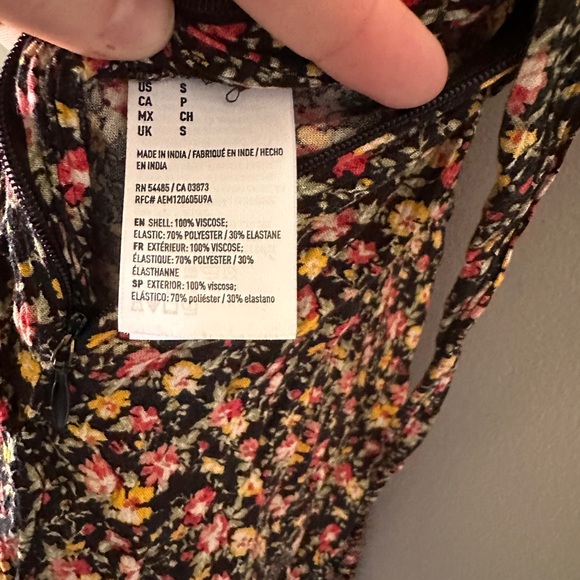 US S
CA P
MX CH
UK S
MADE IN INDIA / FABRIQUÉ EN INDE / HECHO
EN INDIA
RN 54485 / CA 03873
RFC# AEM120605U9A
EN SHELL: 100% VISCOSE;
ELASTIC: 70% POLYESTER / 30% ELASTANE
FR EXTÉRIEUR: 100% VISCOSE;
ÉLASTIQUE: 70% POLYESTER / 30%
ÉLASTHANNE
SP EXTERIOR: 100% viscosa;
ELÁSTICO: 70% poliéster / 30% elastano